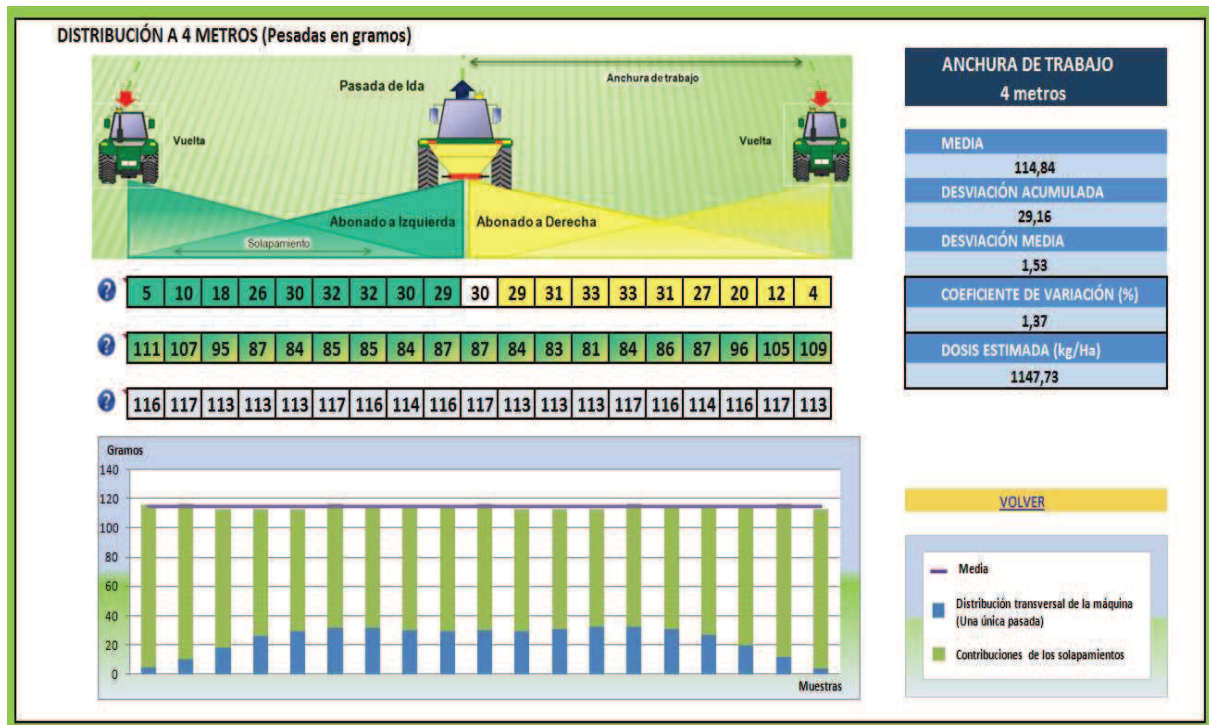 DISTRIBUCIÓN A 4 METROS (Pesadas en gramos)
Pasada de Ida
Anchura de trabajo
Vuelta
Vuelta
Abonado a Izquierda
Abonado a Derecha
Solapamiento
? 5 10 18 26 30 32 32 30 29 30 29 31 33 33 31 27 20 12 4
? 111 107 95 87 84 85 85 84 87 87 84 83 81 84 86 87 96 105 109
? 116 117 113 113 113 117 116 114 116 117 113 113 113 117 116 114 116 117 113
Gramos
140
120
100
80
60
40
20
0
Muestras
ANCHURA DE TRABAJO
4 metros
MEDIA
114,84
DESVIACIÓN ACUMULADA
29,16
DESVIACIÓN MEDIA
1,53
COEFICIENTE DE VARIACIÓN (%)
1,37
DOSIS ESTIMADA (kg/Ha)
1147,73
VOLVER
Media
Distribución transversal de la máquina
(Una única pasada)
Contribuciones de los solapamientos